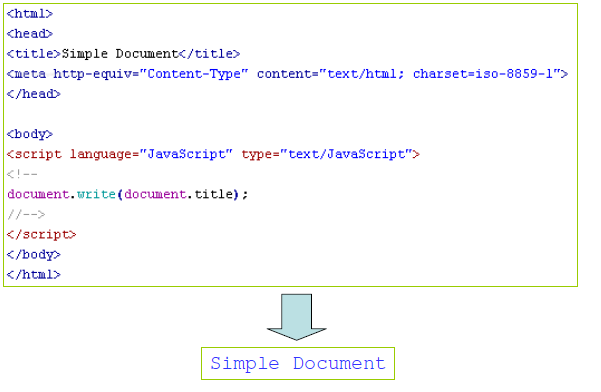 <html>
<head>
<title>Simple Document</title>
<meta http-equiv="Content-Type" content="text/html; charset=iso-8859-1">
</head>
<body>
<script language="JavaScript" type="text/JavaScript">
<!--
document.write(document.title);
//-->
</script>
</body>
</html>
Simple Document